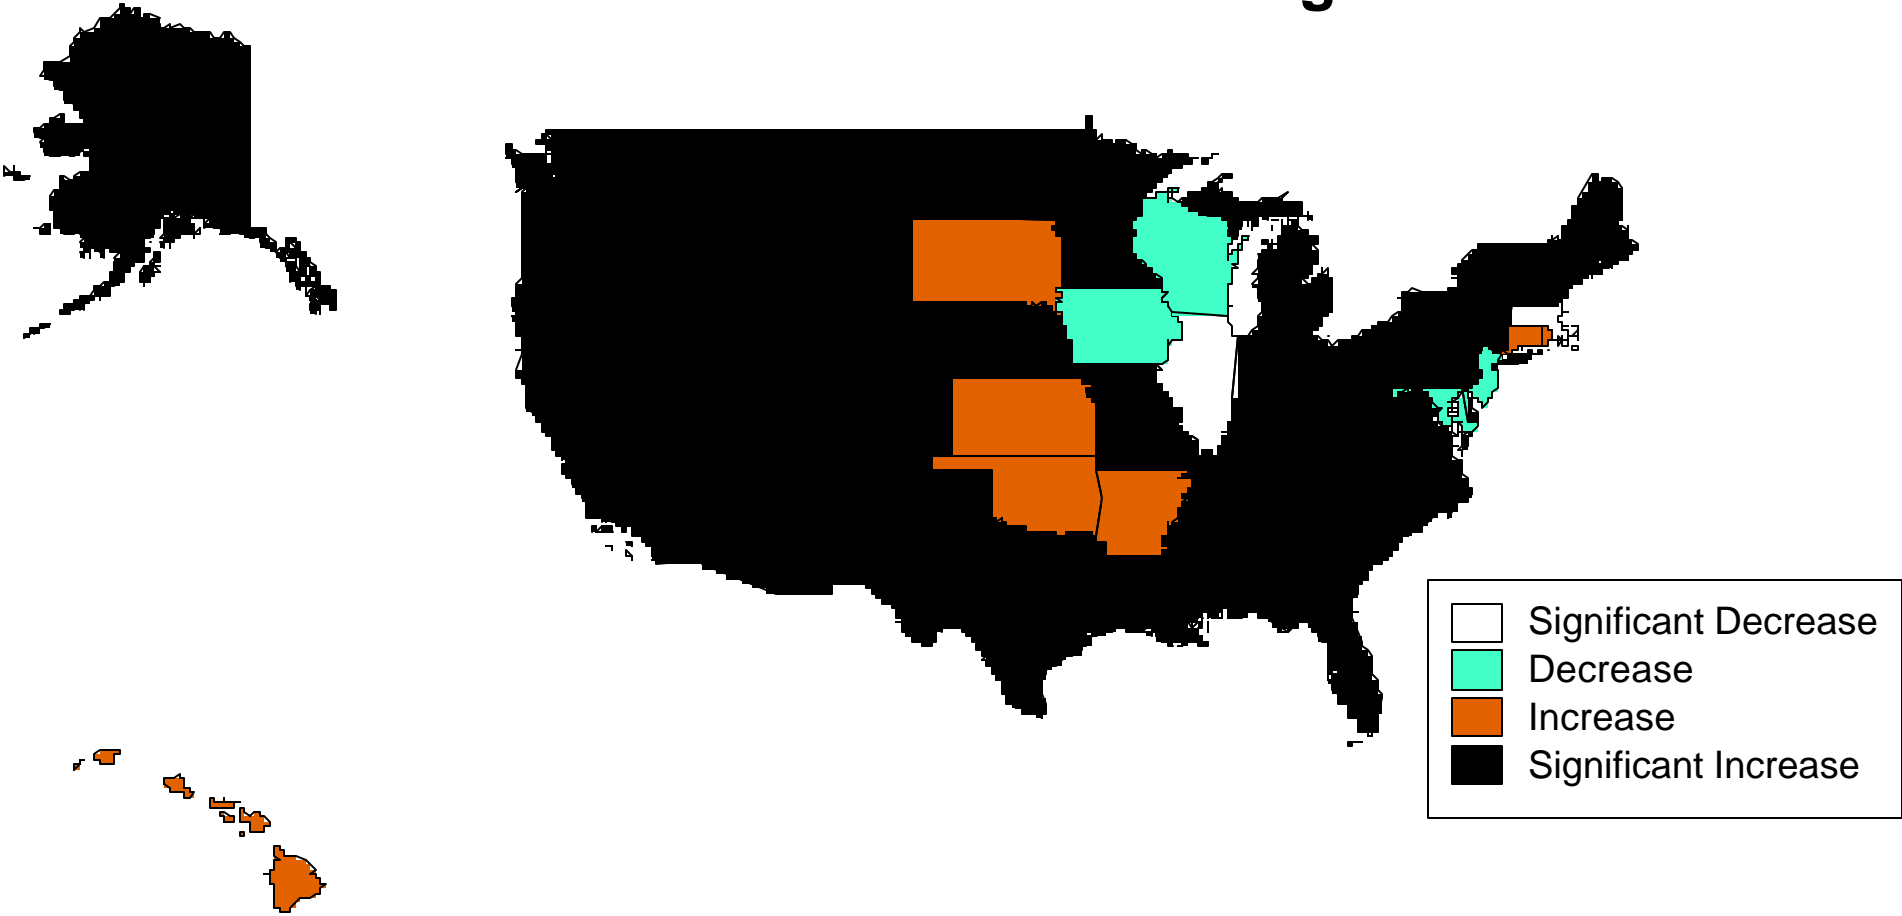 g
Significant Decrease
Decrease
Increase
Significant Increase